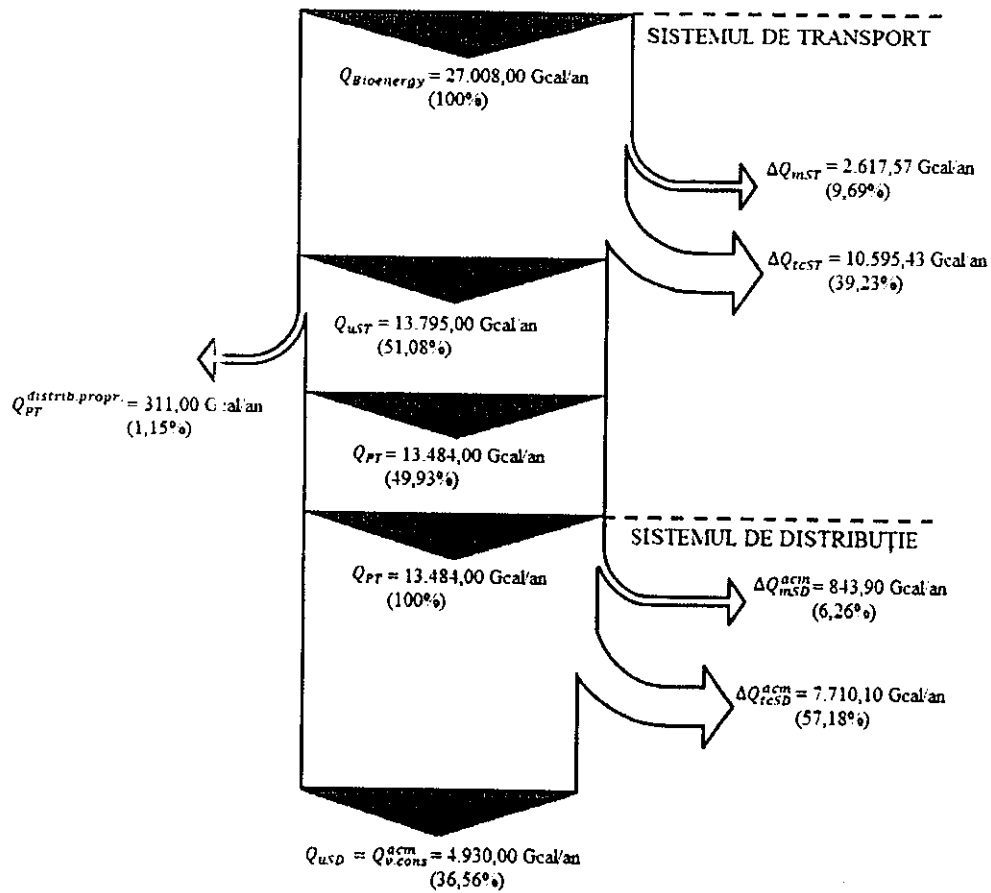 SISTEMUL DE TRANSPORT
Q_Bioenergy = 27.008,00 Gcal/an
(100%)
ΔQ_mST = 2.617,57 Gcal/an
(9,69%)
ΔQ_tcST = 10.595,43 Gcal/an
(39,23%)
Q_uST = 13.795,00 Gcal/an
(51,08%)
Q_PT^distrib.propr. = 311,00 Gcal/an
(1,15%)
Q_PT = 13.484,00 Gcal/an
(49,93%)
SISTEMUL DE DISTRIBUȚIE
Q_PT = 13.484,00 Gcal/an
(100%)
ΔQ_mSD^acm = 843,90 Gcal/an
(6,26%)
ΔQ_tcSD^acm = 7.710,10 Gcal/an
(57,18%)
Q_uSD = Q_v.cons^acm = 4.930,00 Gcal/an
(36,56%)